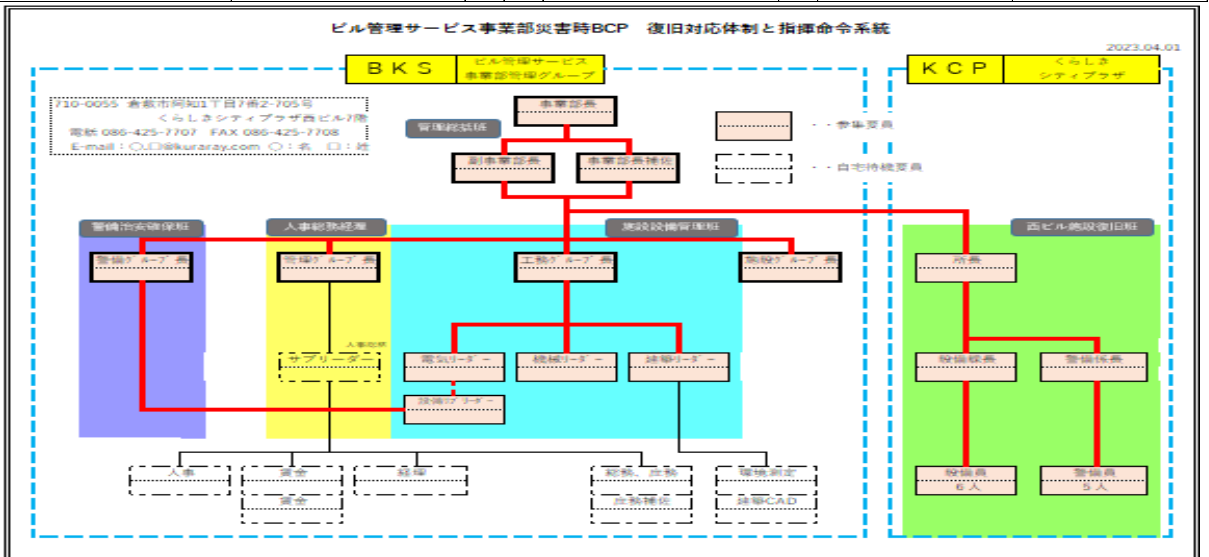 ビル管理サービス事業部災害時BCP 復旧対応体制と指揮命令系統
2023.04.01
BKS
ビル管理サービス
事業部管理グループ
KCP
くらしき
シティプラザ
710-0055 倉敷市阿知1丁目7番2-705号
くらしきシティプラザ西ビル7階
電話 086-425-7707 FAX 086-425-7708
E-mail:○.□@kuraray.com ○:名 □:姓
事業部長
管理総括班
・・参集要員
副事業部長
事業部長補佐
・・自宅待機要員
警備治安確保班
人事総務経理
施設設備管理班
西ビル施設復旧班
警備グループ長
管理グループ長
工務グループ長
施設グループ長
所長
人事総務
サブリーダー
電気リーダー
機械リーダー
建築リーダー
設備係長
警備係長
設備サブリーダー
人事
賃金
経理
総務、庶務
環境測定
設備員
6人
警備員
5人
賃金
庶務補佐
建築CAD